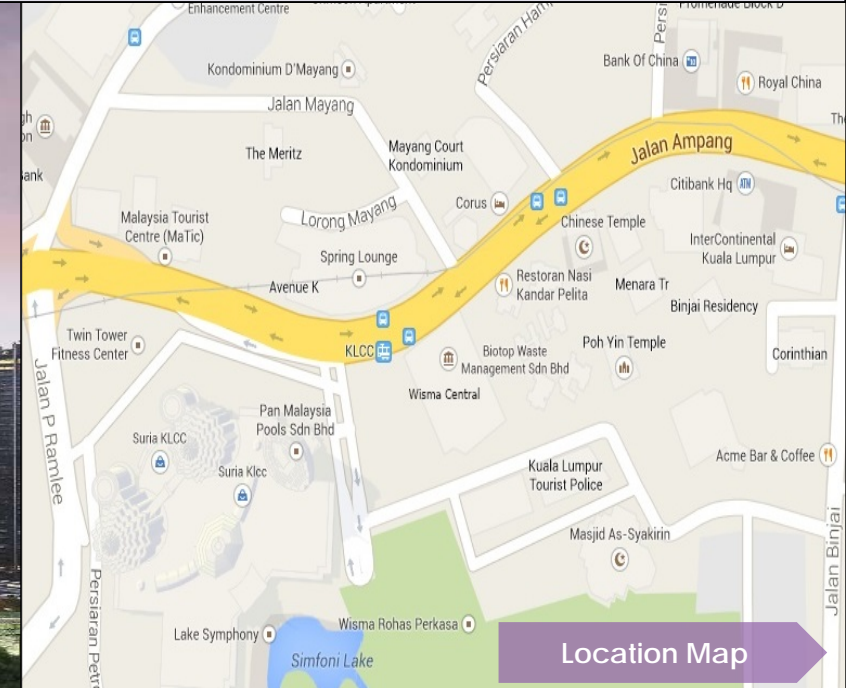 Enhancement Centre
Promenade Block D
Kondominium D'Mayang
Bank Of China
Royal China
Persiaran Ham
Persi
Jalan Mayang
The Meritz
Mayang Court
Kondominium
Jalan Ampang
Citibank Hq
ATM
Corus
Lorong Mayang
Malaysia Tourist
Centre (MaTic)
Chinese Temple
Spring Lounge
InterContinental
Kuala Lumpur
Restoran Nasi
Kandar Pelita
Menara Tr
Avenue K
Binjai Residency
Twin Tower
Fitness Center
KLCC
Biotop Waste
Management Sdn Bhd
Poh Yin Temple
Corinthian
Wisma Central
Jalan P Ramlee
Pan Malaysia
Pools Sdn Bhd
Suria KLCC
Suria Klcc
Kuala Lumpur
Tourist Police
Acme Bar & Coffee
Masjid As-Syakirin
Jalan Binjai
Persiaran Petr
Lake Symphony
Wisma Rohas Perkasa
Simfoni Lake
Location Map